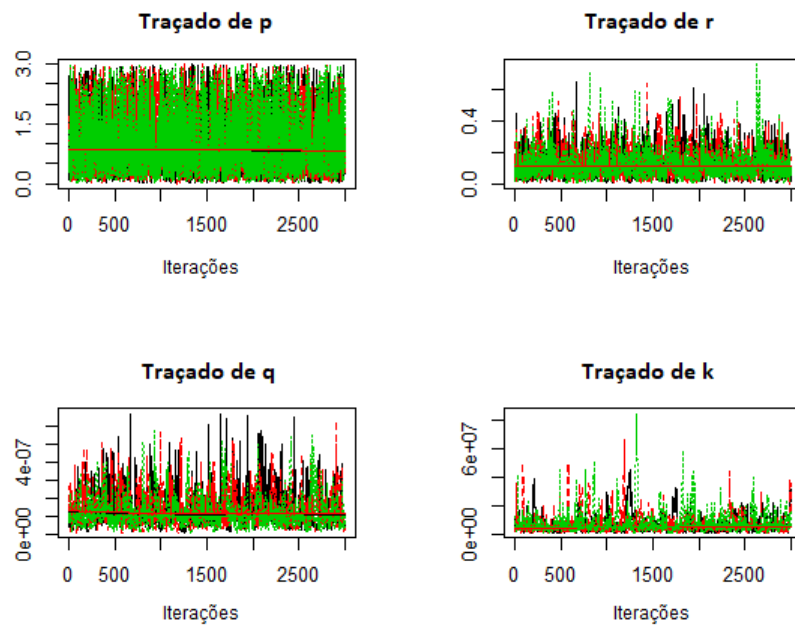 Traçado de p
3.0
1.5
0.0
0 500 1500 2500
Iterações
Traçado de r
0.4
0.0
0 500 1500 2500
Iterações
Traçado de q
4e-07
0e+00
0 500 1500 2500
Iterações
Traçado de k
6e+07
0e+00
0 500 1500 2500
Iterações